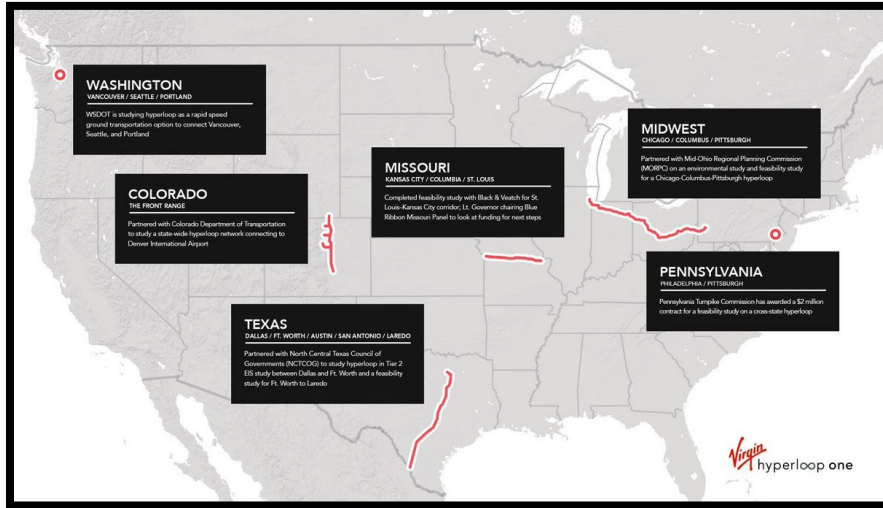 WASHINGTON
VANCOUVER / SEATTLE / PORTLAND
WSDOT is studying hyperloop as a rapid speed
ground transportation option to connect Vancouver,
Seattle, and Portland
COLORADO
THE FRONT RANGE
Partnered with Colorado Department of Transportation
to study a state-wide hyperloop network connecting to
Denver International Airport
MISSOURI
KANSAS CITY / COLUMBIA / ST. LOUIS
Completed feasibility study with Black & Veatch for St.
Louis-Kansas City corridor; Lt. Governor chairing Blue
Ribbon Missouri Panel to look at funding for next steps
MIDWEST
CHICAGO / COLUMBUS / PITTSBURGH
Partnered with Mid-Ohio Regional Planning Commission
(MORPC) on an environmental study and feasibility study
for a Chicago-Columbus-Pittsburgh hyperloop
PENNSYLVANIA
PHILADELPHIA / PITTSBURGH
Pennsylvania Turnpike Commission has awarded a $2 million
contract for a feasibility study on a cross-state hyperloop
TEXAS
DALLAS / FT. WORTH / AUSTIN / SAN ANTONIO / LAREDO
Partnered with North Central Texas Council of
Governments (NCTCOG) to study hyperloop in Tier 2
EIS study between Dallas and Ft. Worth and a feasibility
study for Ft. Worth to Laredo
Virgin hyperloop one